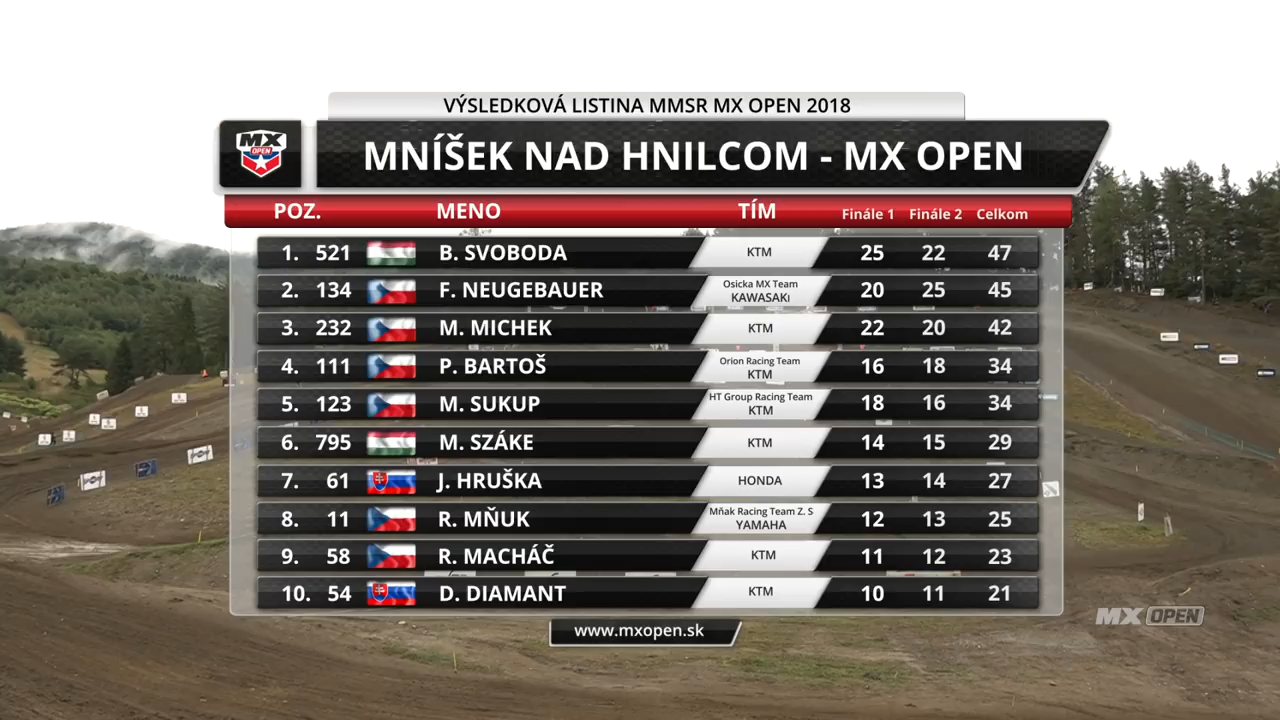 VÝSLEDKOVÁ LISTINA MMSR MX OPEN 2018
MX OPEN
MNÍŠEK NAD HNILCOM - MX OPEN
POZ. MENO TÍM Finále 1 Finále 2 Celkom
1. 521 B. SVOBODA KTM 25 22 47
2. 134 F. NEUGEBAUER Osicka MX Team KAWASAKI 20 25 45
3. 232 M. MICHEK KTM 22 20 42
4. 111 P. BARTOŠ Orion Racing Team KTM 16 18 34
5. 123 M. SUKUP HT Group Racing Team KTM 18 16 34
6. 795 M. SZÁKE KTM 14 15 29
7. 61 J. HRUŠKA HONDA 13 14 27
8. 11 R. MŇUK Mňak Racing Team Z. S YAMAHA 12 13 25
9. 58 R. MACHÁČ KTM 11 12 23
10. 54 D. DIAMANT KTM 10 11 21
MX OPEN
www.mxopen.sk